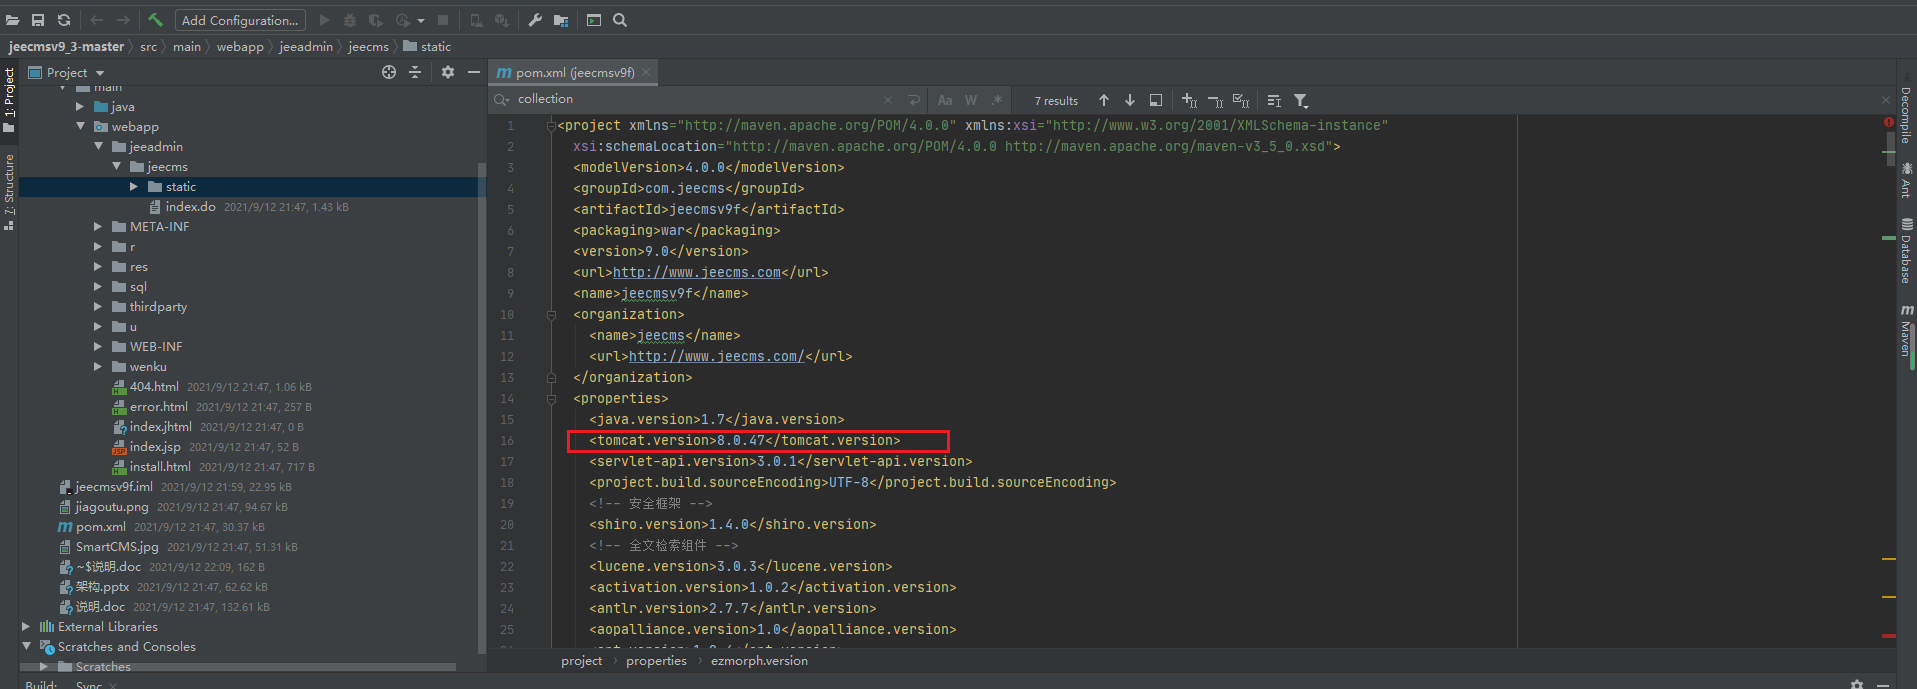 Add Configuration...
jeecmsv9_3-master
src
main
webapp
jeeadmin
jeecms
static
1: Project
7: Structure
Project
main
java
webapp
jeeadmin
jeecms
static
index.do 2021/9/12 21:47, 1.43 kB
META-INF
r
res
sql
thirdparty
u
WEB-INF
wenku
404.html 2021/9/12 21:47, 1.06 kB
error.html 2021/9/12 21:47, 257 B
index.jhtml 2021/9/12 21:47, 0 B
index.jsp 2021/9/12 21:47, 52 B
install.html 2021/9/12 21:47, 717 B
jeecmsv9f.iml 2021/9/12 21:59, 22.95 kB
jiagoutu.png 2021/9/12 21:47, 94.67 kB
pom.xml 2021/9/12 21:47, 30.37 kB
SmartCMS.jpg 2021/9/12 21:47, 51.31 kB
~$说明.doc 2021/9/12 22:09, 162 B
架构.pptx 2021/9/12 21:47, 62.62 kB
说明.doc 2021/9/12 21:47, 132.61 kB
External Libraries
Scratches and Consoles
Scratches
Build: Sync
pom.xml (jeecmsv9f)
collection
Aa W .* 7 results
1 <project xmlns="http://maven.apache.org/POM/4.0.0" xmlns:xsi="http://www.w3.org/2001/XMLSchema-instance"
2 xsi:schemaLocation="http://maven.apache.org/POM/4.0.0 http://maven.apache.org/maven-v3_5_0.xsd">
3 <modelVersion>4.0.0</modelVersion>
4 <groupId>com.jeecms</groupId>
5 <artifactId>jeecmsv9f</artifactId>
6 <packaging>war</packaging>
7 <version>9.0</version>
8 <url>http://www.jeecms.com</url>
9 <name>jeecmsv9f</name>
10 <organization>
11 <name>jeecms</name>
12 <url>http://www.jeecms.com/</url>
13 </organization>
14 <properties>
15 <java.version>1.7</java.version>
16 <tomcat.version>8.0.47</tomcat.version>
17 <servlet-api.version>3.0.1</servlet-api.version>
18 <project.build.sourceEncoding>UTF-8</project.build.sourceEncoding>
19 <!-- 安全框架 -->
20 <shiro.version>1.4.0</shiro.version>
21 <!-- 全文检索组件 -->
22 <lucene.version>3.0.3</lucene.version>
23 <activation.version>1.0.2</activation.version>
24 <antlr.version>2.7.7</antlr.version>
25 <aopalliance.version>1.0</aopalliance.version>
project
properties
ezmorph.version
Decompile
Ant
Database
Maven